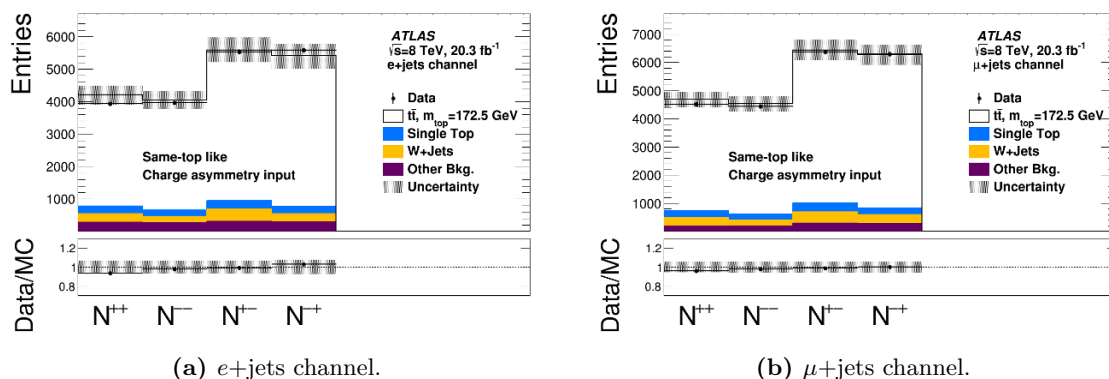 Entries
6000
5000
4000
3000
2000
1000
ATLAS
√s=8 TeV, 20.3 fb⁻¹
e+jets channel
Data
tt̄, m_top=172.5 GeV
Single Top
W+Jets
Other Bkg.
Uncertainty
Same-top like
Charge asymmetry input
Data/MC
1.2
1
0.8
N⁺⁺ N⁻⁻ N⁺⁻ N⁻⁺
(a) e+jets channel.
Entries
7000
6000
5000
4000
3000
2000
1000
ATLAS
√s=8 TeV, 20.3 fb⁻¹
μ+jets channel
Data
tt̄, m_top=172.5 GeV
Single Top
W+Jets
Other Bkg.
Uncertainty
Same-top like
Charge asymmetry input
Data/MC
1.2
1
0.8
N⁺⁺ N⁻⁻ N⁺⁻ N⁻⁺
(b) μ+jets channel.